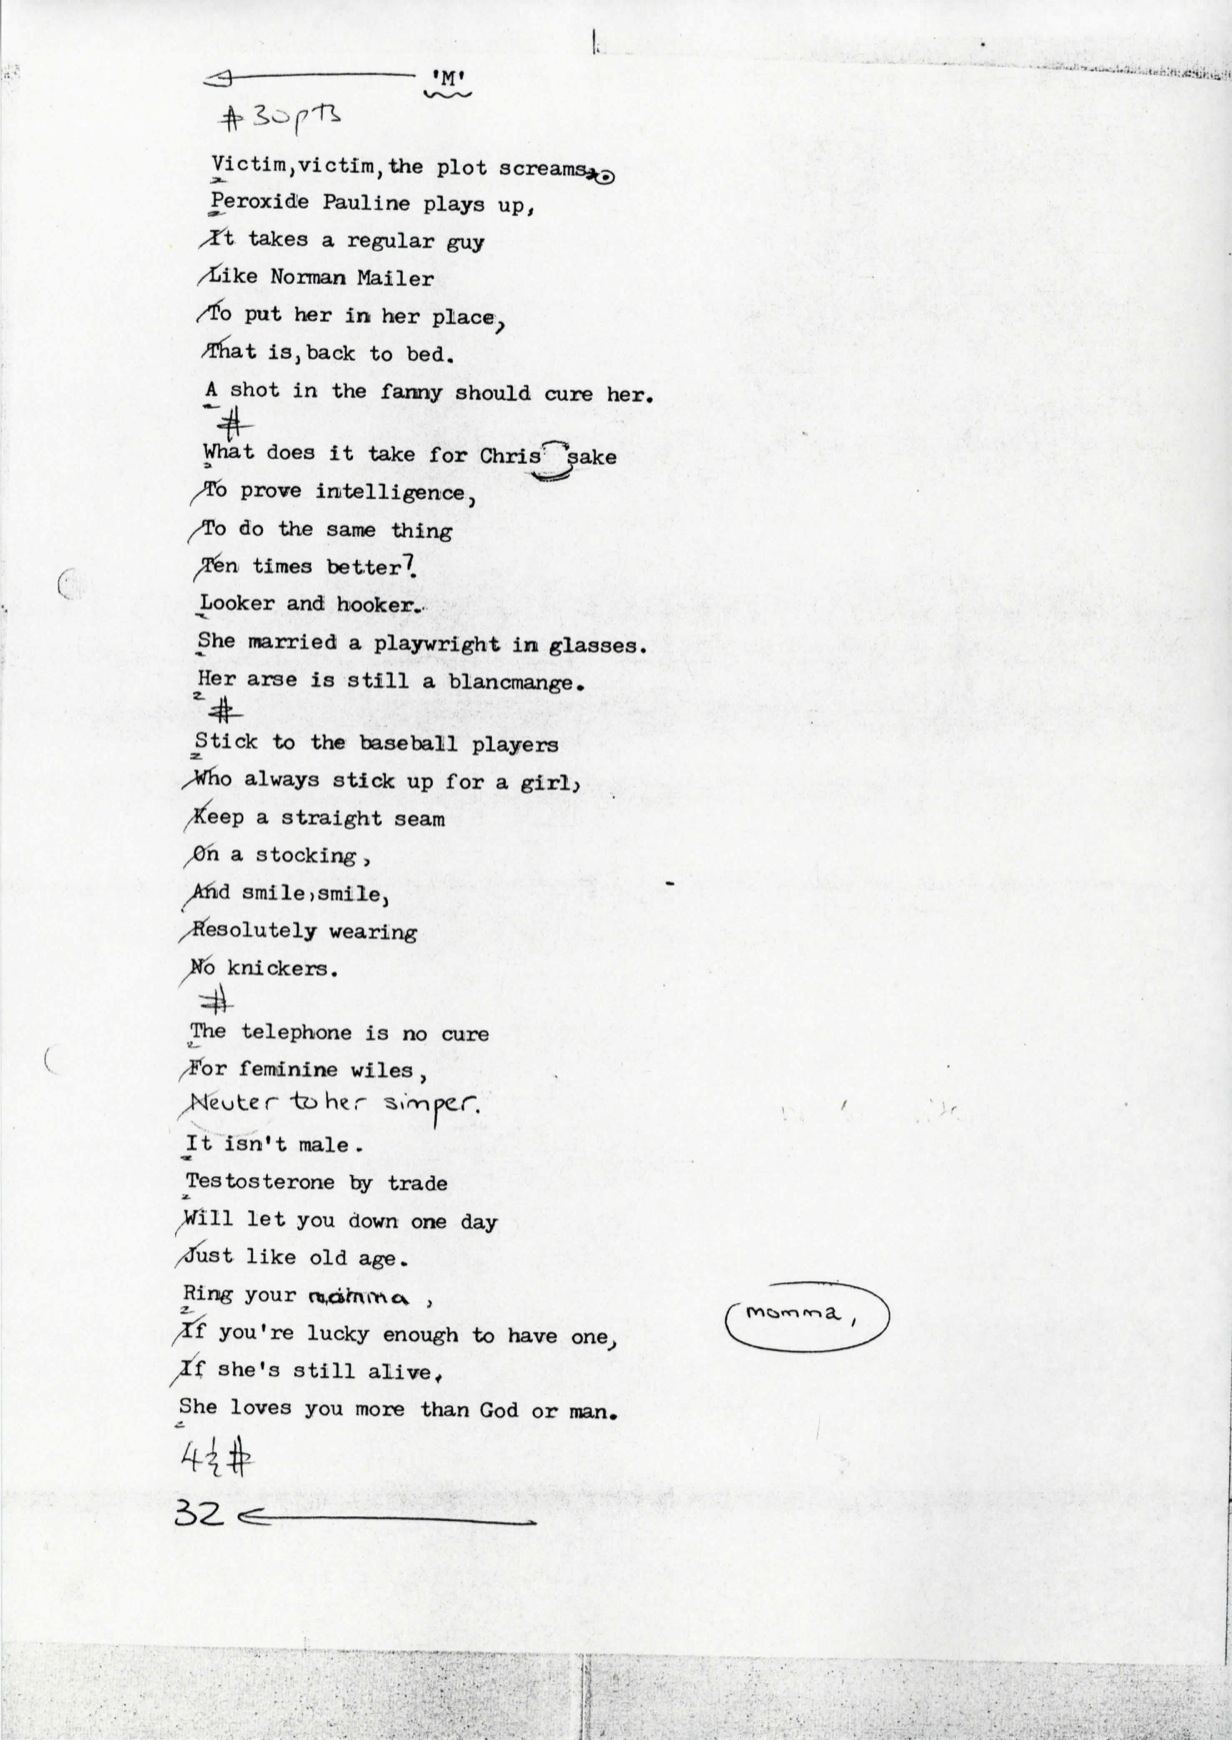 'M'
# 30pts
Victim, victim, the plot screams.
Peroxide Pauline plays up,
It takes a regular guy
Like Norman Mailer
To put her in her place,
That is, back to bed.
A shot in the fanny should cure her.
#
What does it take for Chris sake
To prove intelligence,
To do the same thing
Ten times better?
Looker and hooker.
She married a playwright in glasses.
Her arse is still a blancmange.
#
Stick to the baseball players
Who always stick up for a girl,
Keep a straight seam
On a stocking,
And smile, smile,
Resolutely wearing
No knickers.
#
The telephone is no cure
For feminine wiles,
Neuter to her simper.
It isn't male.
Testosterone by trade
Will let you down one day
Just like old age.
Ring your momma,
momma,
If you're lucky enough to have one,
If she's still alive,
She loves you more than God or man.
4½ #
32